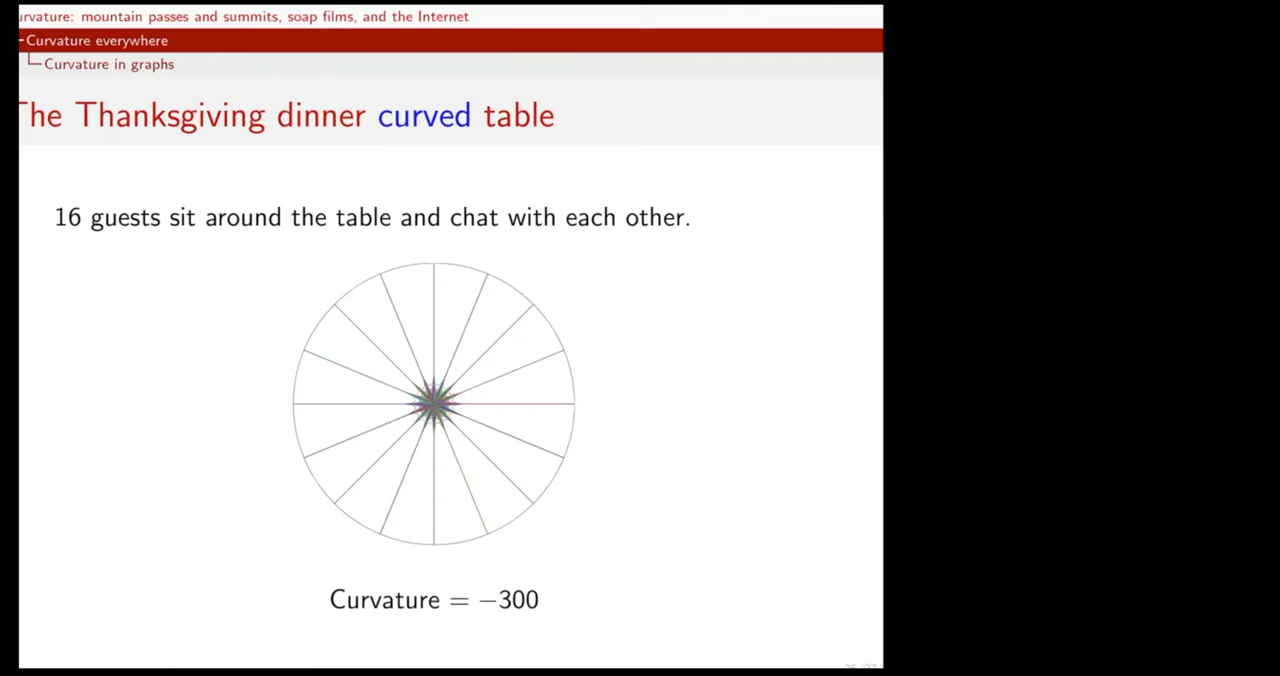 urvature: mountain passes and summits, soap films, and the Internet
Curvature everywhere
Curvature in graphs
The Thanksgiving dinner curved table
16 guests sit around the table and chat with each other.
Curvature = −300